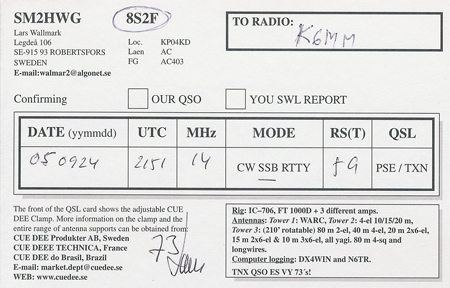 SM2HWG 8S2F TO RADIO:
Lars Wallmark K6MM
Legdeå 106 Loc. KP04KD
SE-915 93 ROBERTSFORS Laen AC
SWEDEN FG AC403
E-mail:walmar2@algonet.se
Confirming OUR QSO YOU SWL REPORT
DATE (yymmdd) UTC MHz MODE RS(T) QSL
050924 2151 14 CW SSB RTTY 59 PSE / TXN
The front of the QSL card shows the adjustable CUE
DEE Clamp. More information on the clamp and the
entire range of antenna supports can be obtained from:
CUE DEE Produkter AB, Sweden
CUE DEEE TECHNICA, France
CUE DEE do Brasil, Brazil
E-mail: market.dept@cuedee.se
WEB: www.cuedee.se
73
Lars
Rig: IC-706, FT 1000D + 3 different amps.
Antennas: Tower 1: WARC, Tower 2: 4-el 10/15/20 m,
Tower 3: (210' rotatable) 80 m 2-el, 40 m 4-el, 20 m 2x6-el
15 m 2x6-el & 10 m 3x6-el, all yagi. 80 m 4-sq and
longwires.
Computer logging: DX4WIN and N6TR.
TNX QSO ES VY 73´s!